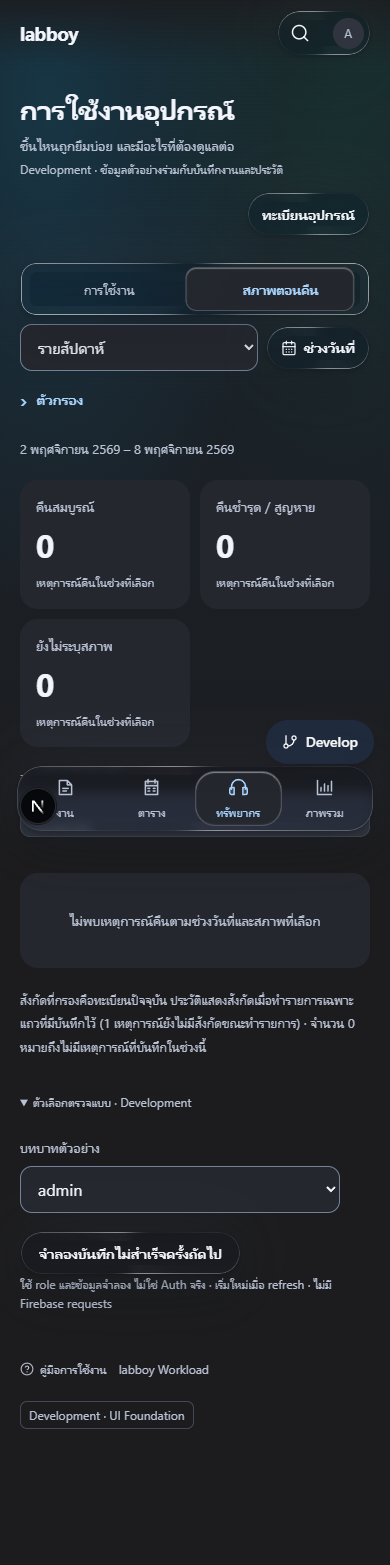 labboy
A
การใช้งานอุปกรณ์
ชิ้นไหนถูกยืมบ่อย และมีอะไรที่ต้องดูแลต่อ
Development · ข้อมูลตัวอย่างร่วมกับบันทึกงานและประวัติ
ทะเบียนอุปกรณ์
การใช้งาน
สภาพตอนคืน
รายสัปดาห์
ช่วงวันที่
› ตัวกรอง
2 พฤศจิกายน 2569 – 8 พฤศจิกายน 2569
คืนสมบูรณ์
0
เหตุการณ์คืนในช่วงที่เลือก
คืนชำรุด / สูญหาย
0
เหตุการณ์คืนในช่วงที่เลือก
ยังไม่ระบุสภาพ
0
เหตุการณ์คืนในช่วงที่เลือก
Develop
N
งาน
ตาราง
ทรัพยากร
ภาพรวม
ไม่พบเหตุการณ์คืนตามช่วงวันที่และสภาพที่เลือก
สังกัดที่กรองคือทะเบียนปัจจุบัน ประวัติแสดงสังกัดเมื่อทำรายการเฉพาะ
แถวที่มีบันทึกไว้ (1 เหตุการณ์ยังไม่มีสังกัดขณะทำรายการ) · จำนวน 0
หมายถึงไม่มีเหตุการณ์ที่บันทึกในช่วงนี้
▼ ตัวเลือกตรวจแบบ · Development
บทบาทตัวอย่าง
admin
จำลองบันทึกไม่สำเร็จครั้งถัดไป
ใช้ role และข้อมูลจำลอง ไม่ใช่ Auth จริง · เริ่มใหม่เมื่อ refresh · ไม่มี
Firebase requests
คู่มือการใช้งาน labboy Workload
Development · UI Foundation